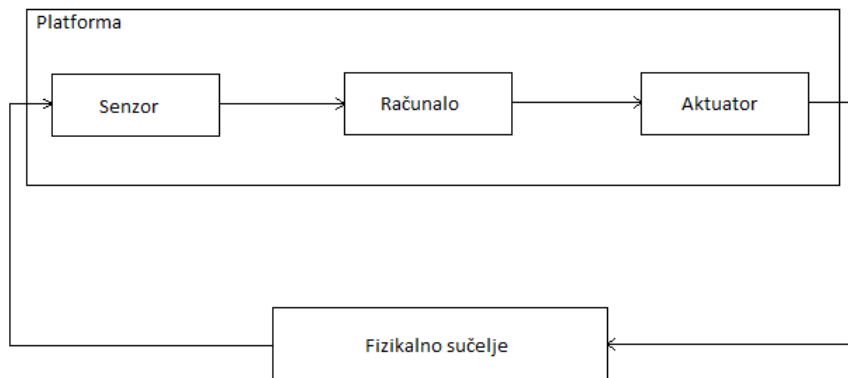 Platforma
Senzor
Računalo
Aktuator
Fizikalno sučelje